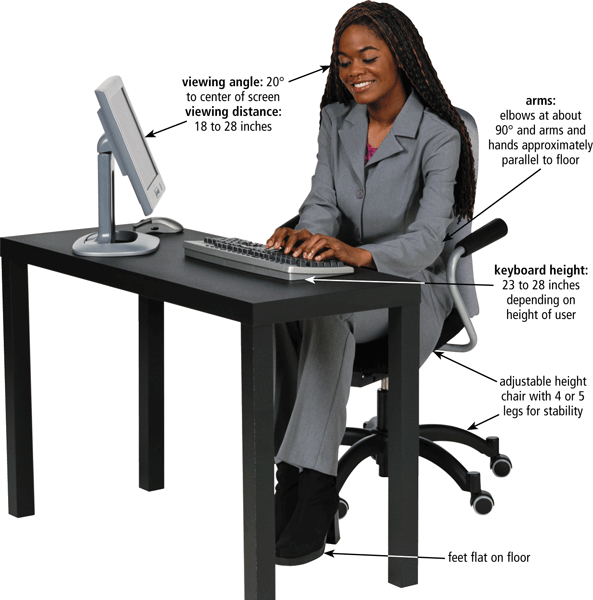 viewing angle: 20°
to center of screen
viewing distance:
18 to 28 inches
arms:
elbows at about
90° and arms and
hands approximately
parallel to floor
keyboard height:
23 to 28 inches
depending on
height of user
adjustable height
chair with 4 or 5
legs for stability
feet flat on floor